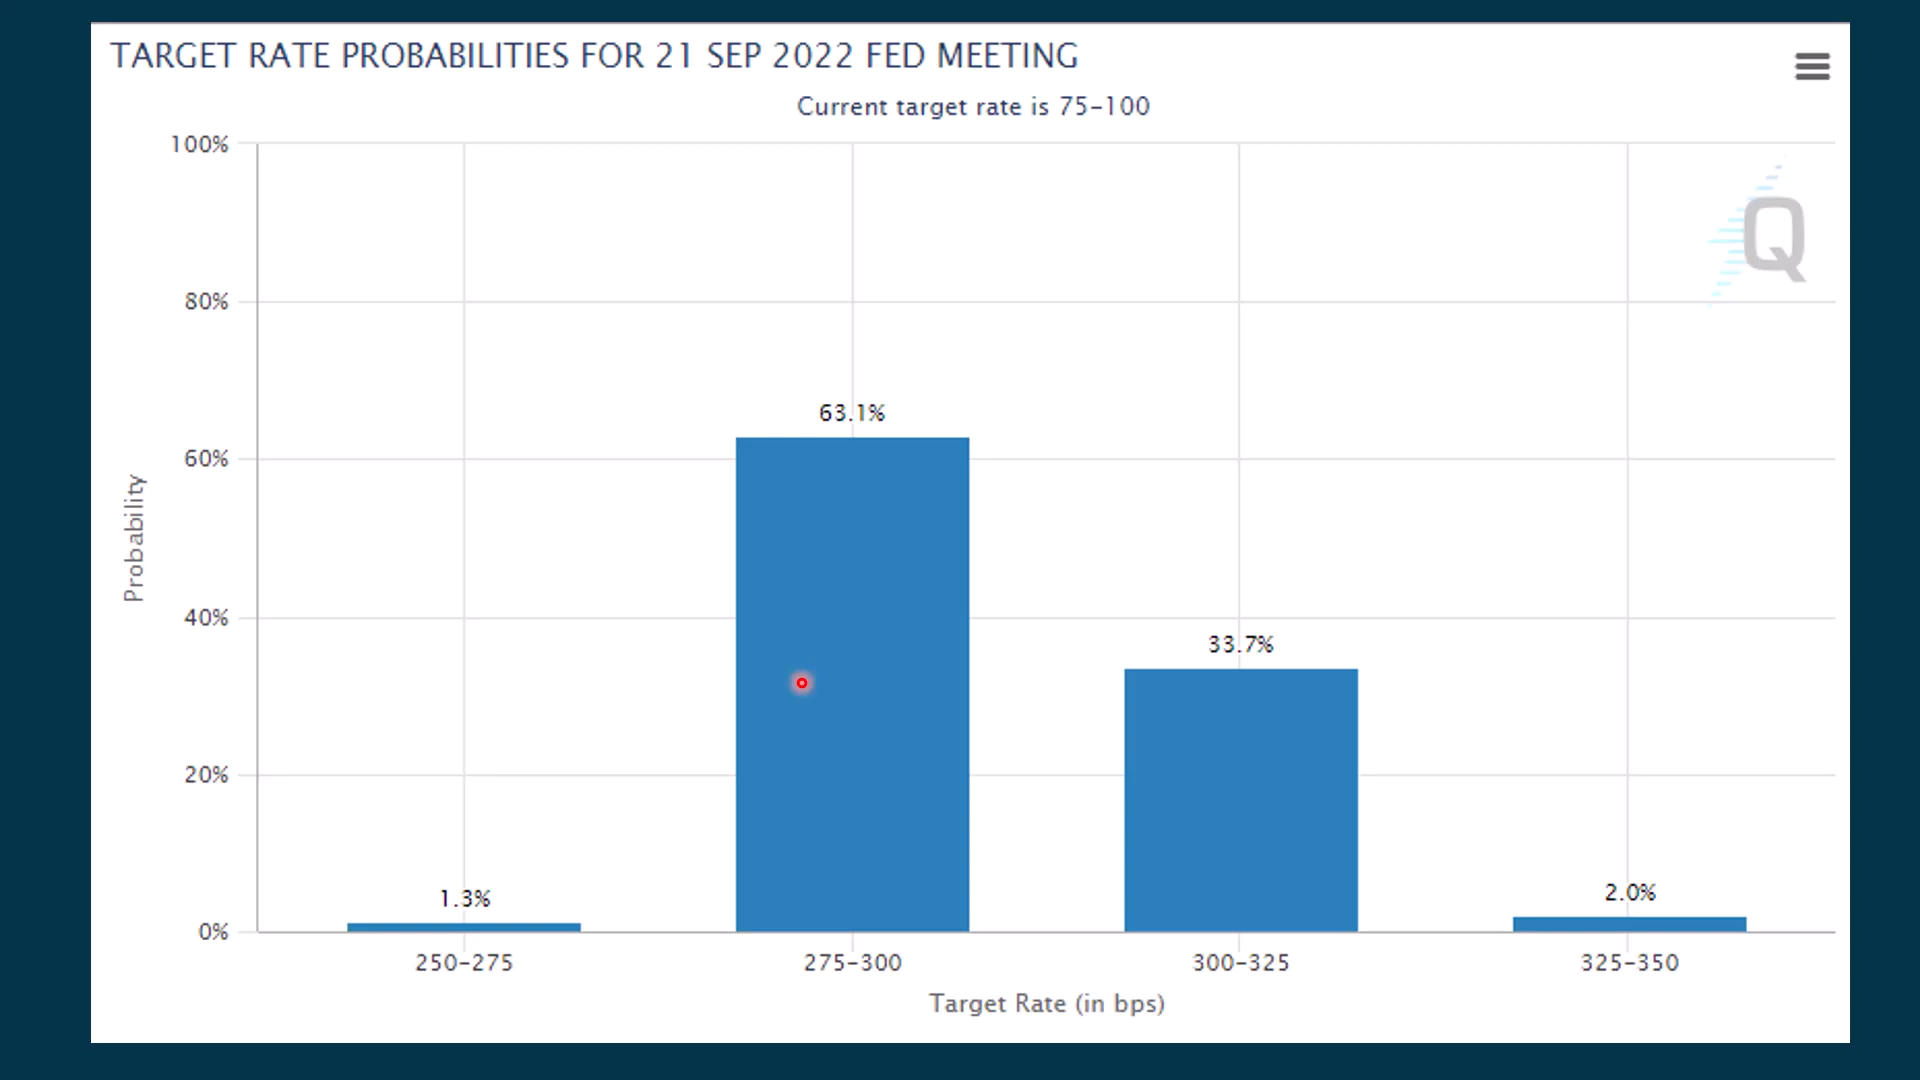 TARGET RATE PROBABILITIES FOR 21 SEP 2022 FED MEETING
Current target rate is 75-100
100%
80%
60%
40%
20%
0%
Probability
1.3%
63.1%
33.7%
2.0%
250-275
275-300
300-325
325-350
Target Rate (in bps)
Q